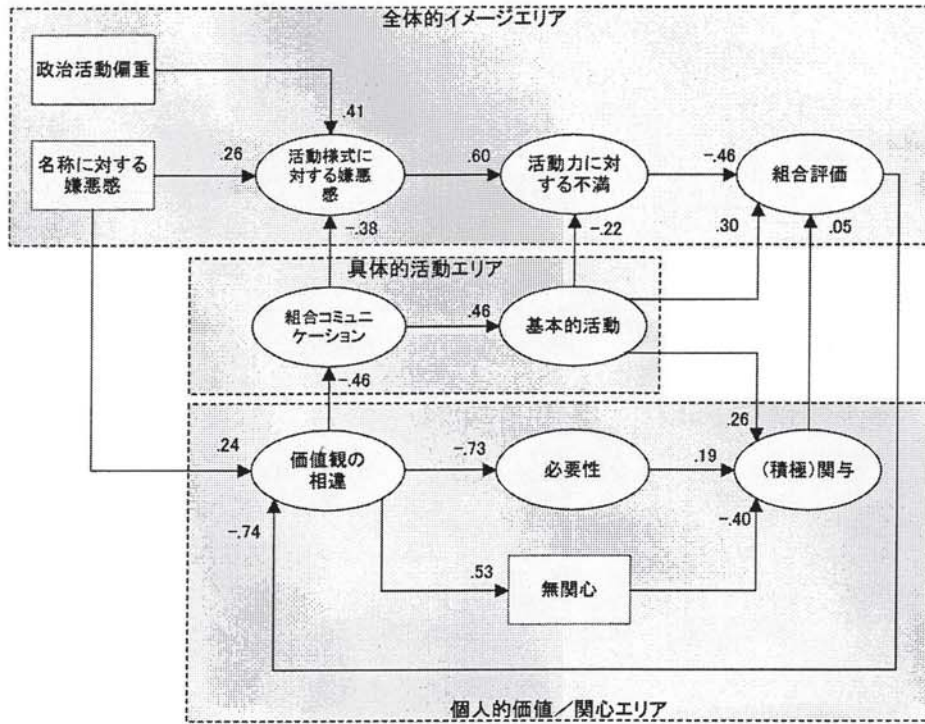 全体的イメージエリア
政治活動偏重
.41
名称に対する
嫌悪感
.26
活動様式に
対する嫌悪
感
.60
活動力に対
する不満
-.46
組合評価
-.38
-.22
.30
.05
具体的活動エリア
組合コミュニ
ケーション
.46
基本的活動
-.46
.26
.24
価値観の
相違
-.73
必要性
.19
(積極)関与
-.74
-.40
.53
無関心
個人的価値/関心エリア